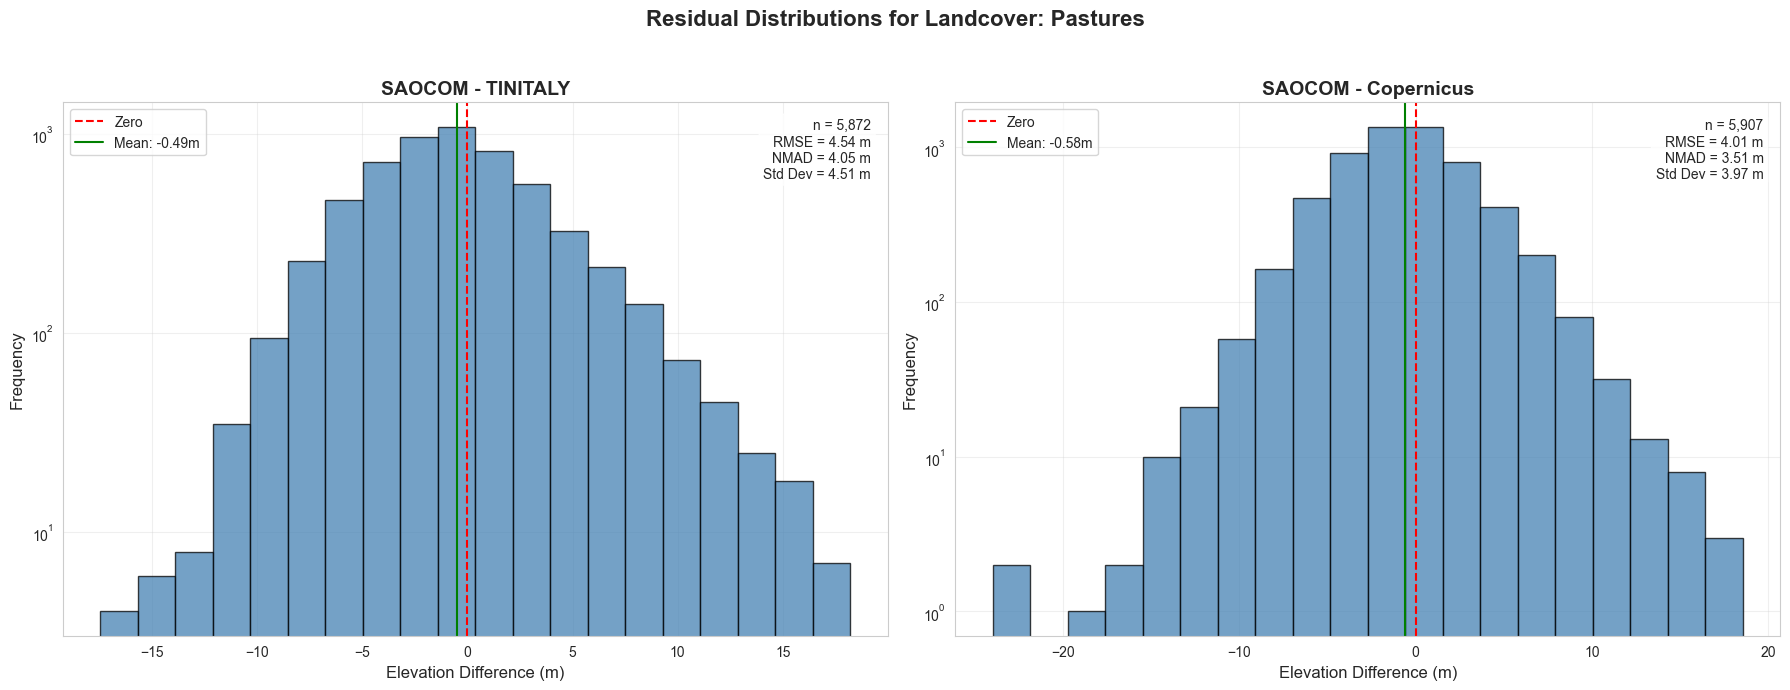 Residual Distributions for Landcover: Pastures
SAOCOM - TINITALY
Zero
Mean: -0.49m
n = 5,872
RMSE = 4.54 m
NMAD = 4.05 m
Std Dev = 4.51 m
10³
10²
10¹
Frequency
−15
−10
−5
0
5
10
15
Elevation Difference (m)
SAOCOM - Copernicus
Zero
Mean: -0.58m
n = 5,907
RMSE = 4.01 m
NMAD = 3.51 m
Std Dev = 3.97 m
10³
10²
10¹
10⁰
Frequency
−20
−10
0
10
20
Elevation Difference (m)